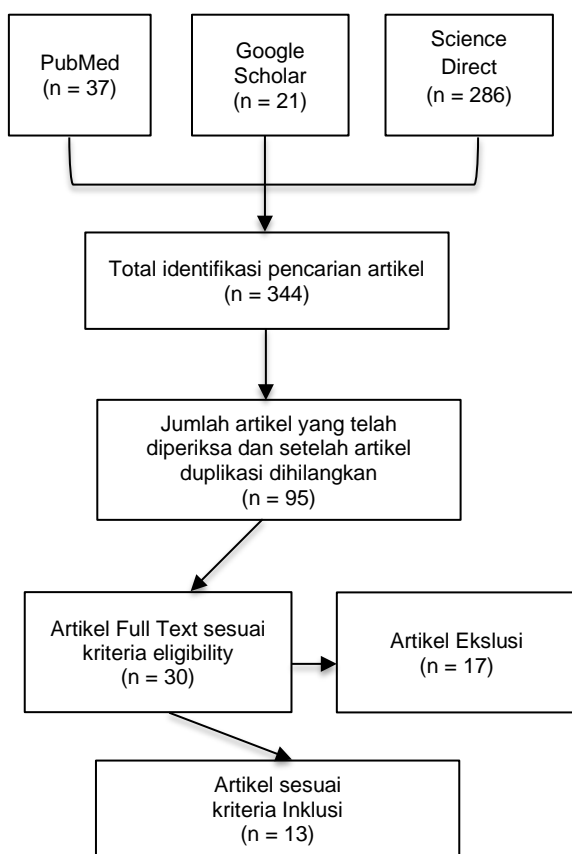 PubMed
(n = 37)
Google
Scholar
(n = 21)
Science
Direct
(n = 286)
Total identifikasi pencarian artikel
(n = 344)
Jumlah artikel yang telah
diperiksa dan setelah artikel
duplikasi dihilangkan
(n = 95)
Artikel Full Text sesuai
kriteria eligibility
(n = 30)
Artikel Ekslusi
(n = 17)
Artikel sesuai
kriteria Inklusi
(n = 13)